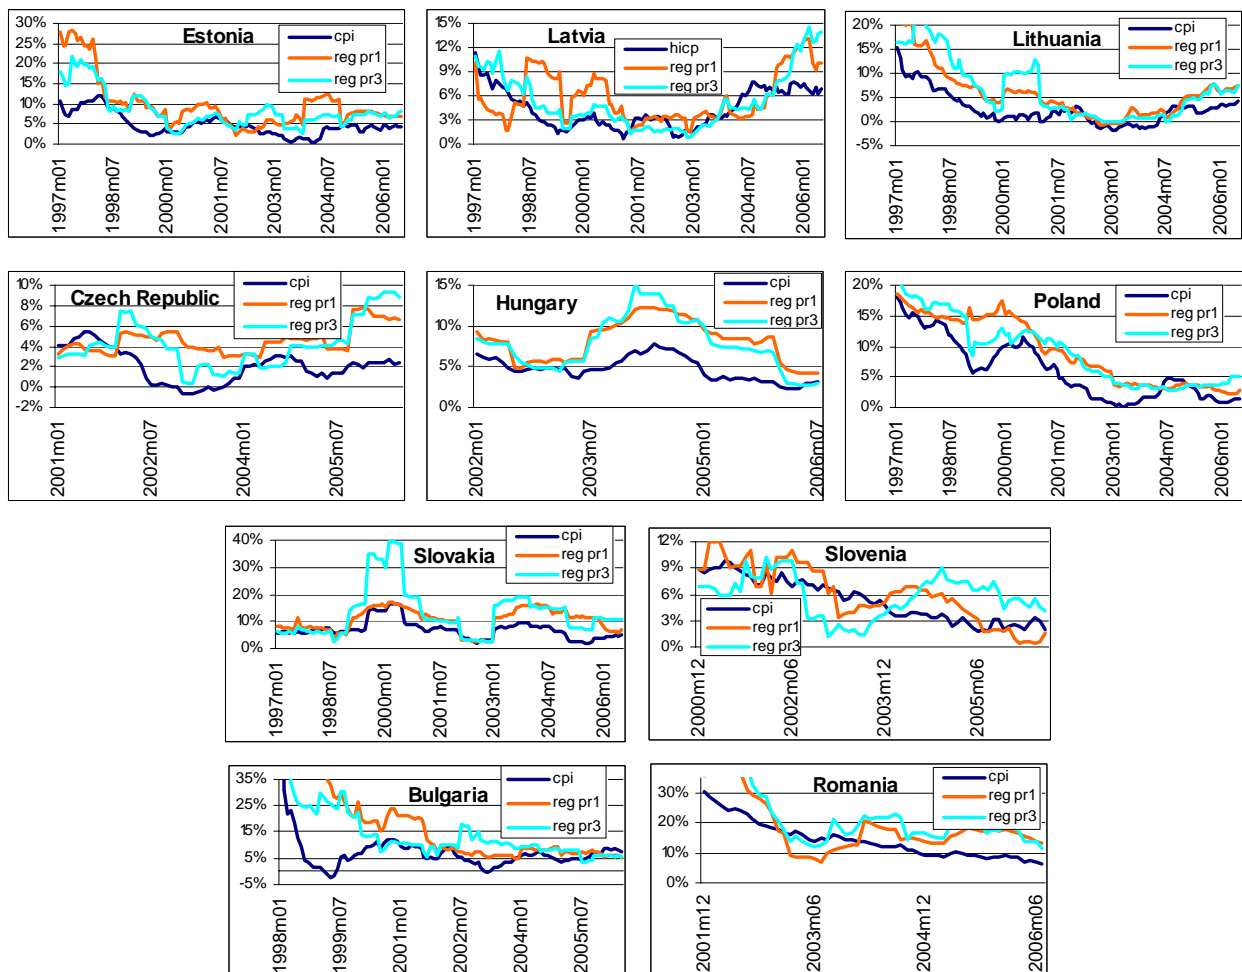 Estonia
30%
25%
20%
15%
10%
5%
0%
cpi
reg pr1
reg pr3
1997m01
1998m07
2000m01
2001m07
2003m01
2004m07
2006m01
Latvia
15%
12%
9%
6%
3%
0%
hicp
reg pr1
reg pr3
1997m01
1998m07
2000m01
2001m07
2003m01
2004m07
2006m01
Lithuania
20%
15%
10%
5%
0%
-5%
cpi
reg pr1
reg pr3
1997m01
1998m07
2000m01
2001m07
2003m01
2004m07
2006m01
Czech Republic
10%
8%
6%
4%
2%
0%
-2%
cpi
reg pr1
reg pr3
2001m01
2002m07
2004m01
2005m07
Hungary
15%
10%
5%
0%
cpi
reg pr1
reg pr3
2002m01
2003m07
2005m01
2006m07
Poland
20%
15%
10%
5%
0%
cpi
reg pr1
reg pr3
1997m01
1998m07
2000m01
2001m07
2003m01
2004m07
2006m01
Slovakia
40%
30%
20%
10%
0%
cpi
reg pr1
reg pr3
1997m01
1998m07
2000m01
2001m07
2003m01
2004m07
2006m01
Slovenia
12%
9%
6%
3%
0%
cpi
reg pr1
reg pr3
2000m12
2002m06
2003m12
2005m06
Bulgaria
35%
25%
15%
5%
-5%
cpi
reg pr1
reg pr3
1998m01
1999m07
2001m01
2002m07
2004m01
2005m07
Romania
30%
20%
10%
0%
cpi
reg pr1
reg pr3
2001m12
2003m06
2004m12
2006m06